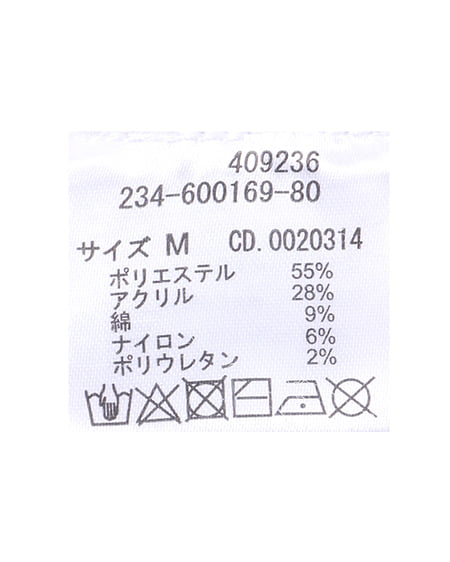 409236
234-600169-80
サイズ M CD.0020314
ポリエステル 55%
アクリル 28%
綿 9%
ナイロン 6%
ポリウレタン 2%